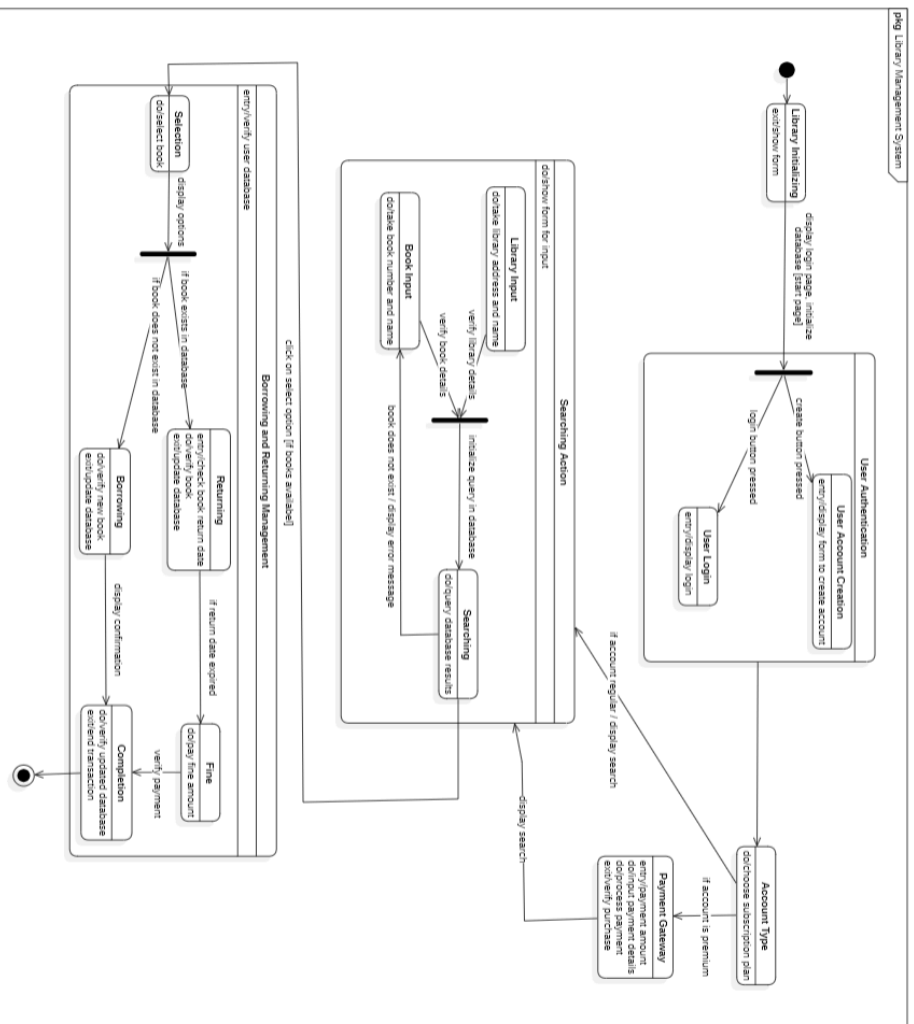 pkg Library Management System
Library Initializing
exit/show form
display login page, initialize
database [start page]
User Authentication
create button pressed
login button pressed
User Account Creation
entry/display form to create account
User Login
entry/display login
Account Type
do/choose subscription plan
if account is premium
if account regular / display search
Payment Gateway
entry/payment amount
do/input payment details
do/process payment
exit/verify purchase
display search
Searching Action
do/show form for input
Library Input
do/take library address and name
verify library details
Book Input
do/take book number and name
verify book details
initialize query in database
Searching
do/query database results
book does not exist / display error message
click on select option [if books availabel]
Borrowing and Returning Management
entry/verify user database
Selection
do/select book
display options
if book exists in database
if book does not exist in database
Returning
entry/check book return date
do/verify book
exit/update database
if return date expired
Fine
do/pay fine amount
verify payment
Borrowing
do/verify new book
exit/update database
display confirmation
Completion
do/verify updated database
exit/end transaction